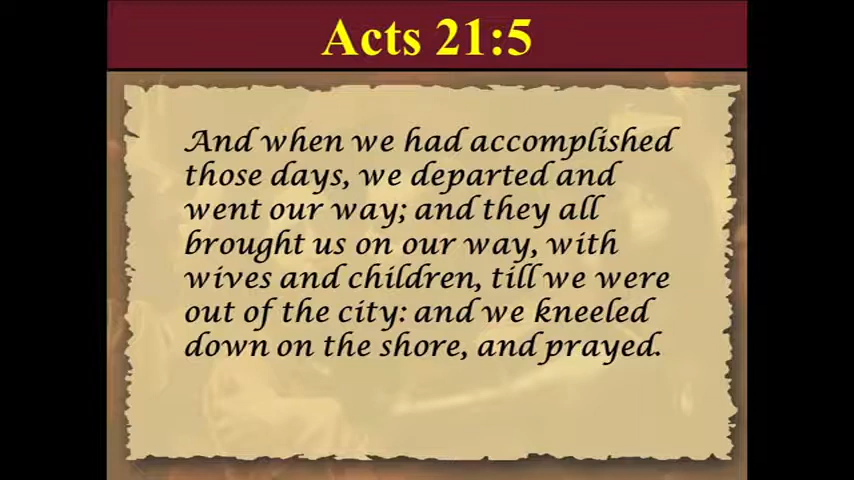 Acts 21:5
And when we had accomplished
those days, we departed and
went our way; and they all
brought us on our way, with
wives and children, till we were
out of the city: and we kneeled
down on the shore, and prayed.